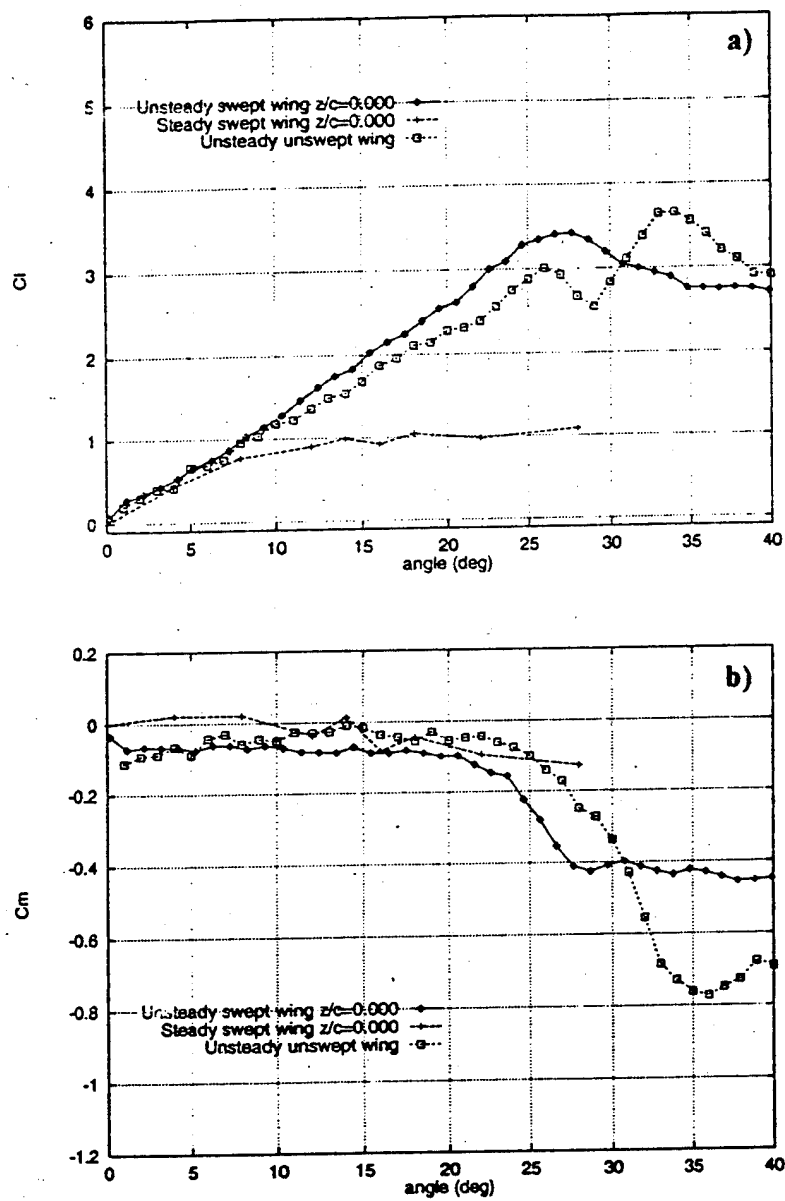 a)
6
5
4
3
2
1
0
Cl
Unsteady swept wing z/c=0.000
Steady swept wing z/c=0.000
Unsteady unswept wing
0 5 10 15 20 25 30 35 40
angle (deg)
b)
0.2
0
-0.2
-0.4
-0.6
-0.8
-1
-1.2
Cm
Unsteady swept wing z/c=0.000
Steady swept wing z/c=0.000
Unsteady unswept wing
0 5 10 15 20 25 30 35 40
angle (deg)